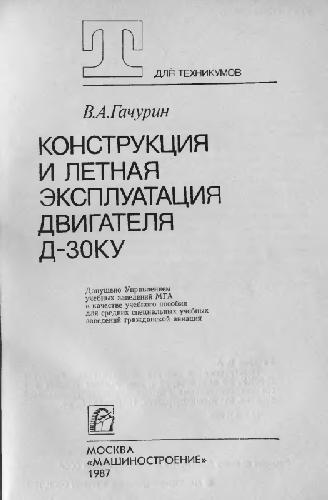 Т
ДЛЯ ТЕХНИКУМОВ
В.А.Гачурин
КОНСТРУКЦИЯ
И ЛЕТНАЯ
ЭКСПЛУАТАЦИЯ
ДВИГАТЕЛЯ
Д-30КУ
Допущено Управлением
учебных заведений МГА
в качестве учебного пособия
для средних специальных учебных
заведений гражданской авиации
МОСКВА
«МАШИНОСТРОЕНИЕ»
1987